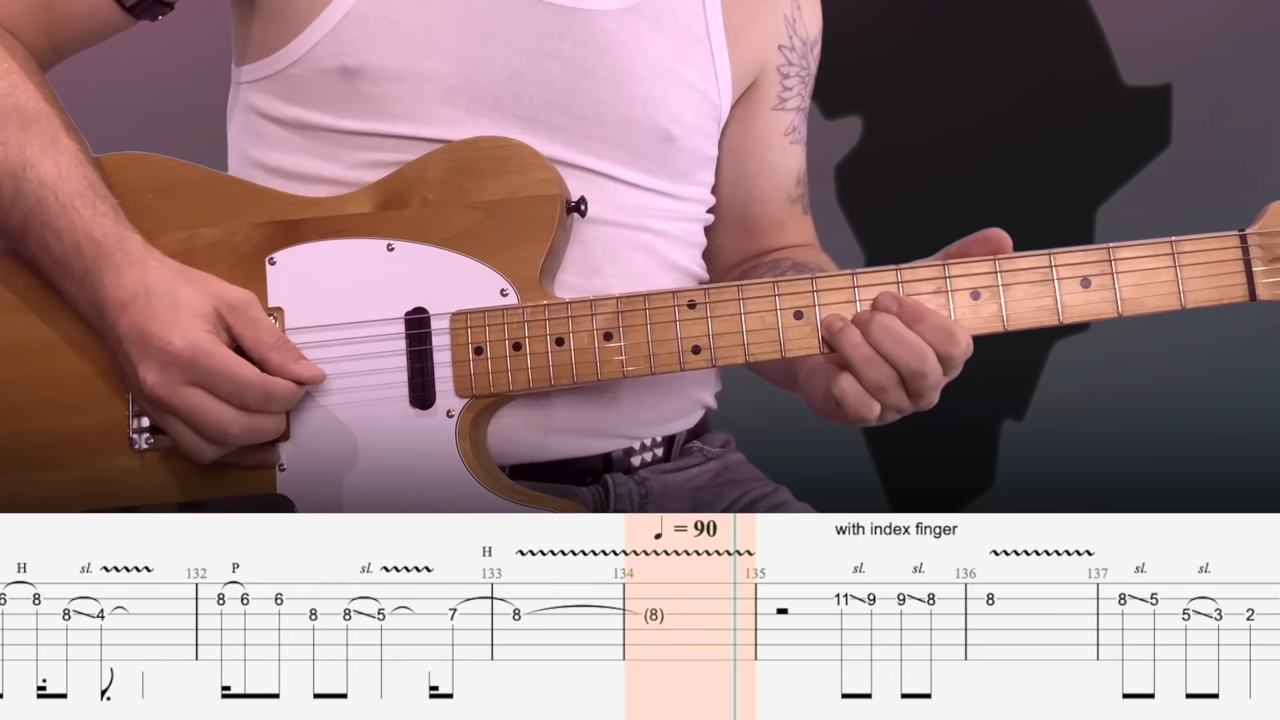 ♩ = 90
with index finger
H
H sl. 132 P sl. 133 134 135 sl. sl. 136 137 sl. sl.
6 8 8 6 6 11 9 9 8 8 8 5
8 4 8 8 5 7 8 (8) 5 3 2